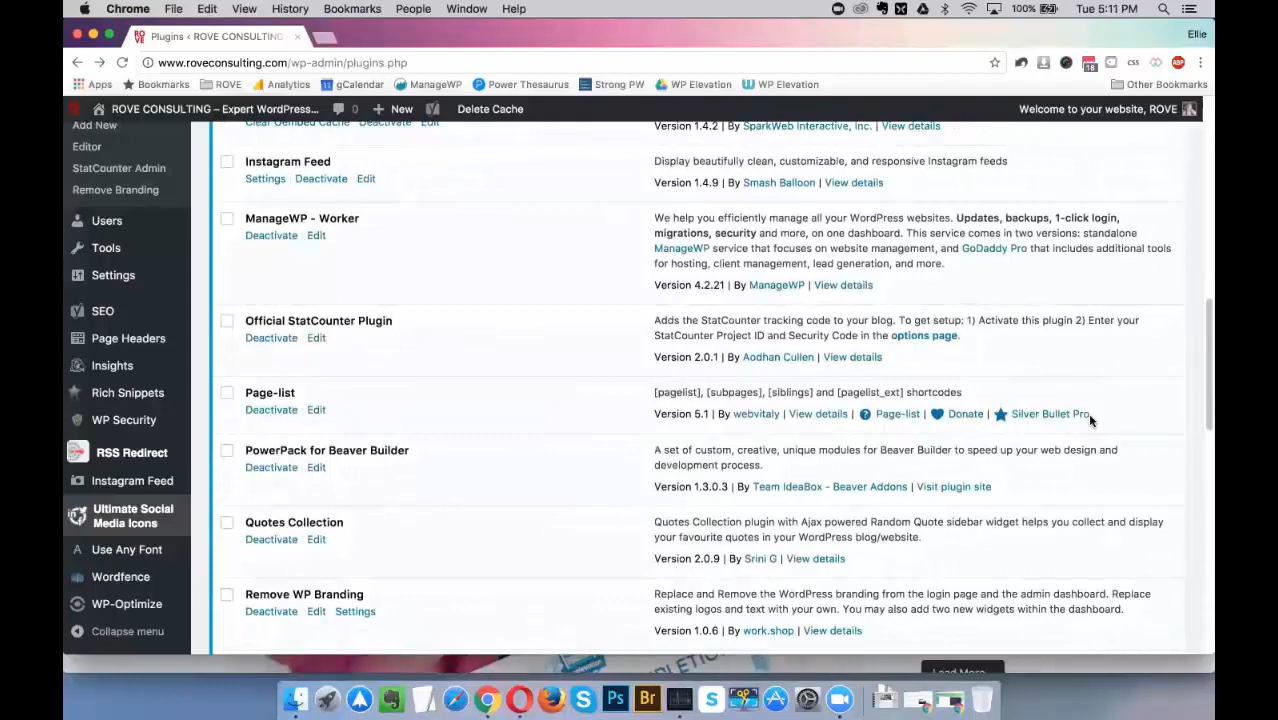 Chrome File Edit View History Bookmarks People Window Help 100% Tue 5:11 PM
Plugins ‹ ROVE CONSULTING Ellie
www.roveconsulting.com/wp-admin/plugins.php
Apps Bookmarks ROVE Analytics gCalendar ManageWP Power Thesaurus Strong PW WP Elevation WP Elevation Other Bookmarks
ROVE CONSULTING – Expert WordPress... 0 New Delete Cache Welcome to your website, ROVE
Add New
Editor
StatCounter Admin
Remove Branding
Users
Tools
Settings
SEO
Page Headers
Insights
Rich Snippets
WP Security
RSS Redirect
Instagram Feed
Ultimate Social
Media Icons
Use Any Font
Wordfence
WP-Optimize
Collapse menu
Clear Oembed Cache Deactivate Edit
Version 1.4.2 | By SparkWeb Interactive, Inc. | View details
Instagram Feed
Settings Deactivate Edit
Display beautifully clean, customizable, and responsive Instagram feeds
Version 1.4.9 | By Smash Balloon | View details
ManageWP - Worker
Deactivate Edit
We help you efficiently manage all your WordPress websites. Updates, backups, 1-click login,
migrations, security and more, on one dashboard. This service comes in two versions: standalone
ManageWP service that focuses on website management, and GoDaddy Pro that includes additional tools
for hosting, client management, lead generation, and more.
Version 4.2.21 | By ManageWP | View details
Official StatCounter Plugin
Deactivate Edit
Adds the StatCounter tracking code to your blog. To get setup: 1) Activate this plugin 2) Enter your
StatCounter Project ID and Security Code in the options page.
Version 2.0.1 | By Aodhan Cullen | View details
Page-list
Deactivate Edit
[pagelist], [subpages], [siblings] and [pagelist_ext] shortcodes
Version 5.1 | By webvitaly | View details | Page-list | Donate | Silver Bullet Pro
PowerPack for Beaver Builder
Deactivate Edit
A set of custom, creative, unique modules for Beaver Builder to speed up your web design and
development process.
Version 1.3.0.3 | By Team IdeaBox - Beaver Addons | Visit plugin site
Quotes Collection
Deactivate Edit
Quotes Collection plugin with Ajax powered Random Quote sidebar widget helps you collect and display
your favourite quotes in your WordPress blog/website.
Version 2.0.9 | By Srini G | View details
Remove WP Branding
Deactivate Edit Settings
Replace and Remove the WordPress branding from the login page and the admin dashboard. Replace
existing logos and text with your own. You may also add two new widgets within the dashboard.
Version 1.0.6 | By work.shop | View details
Load More
Ps Br